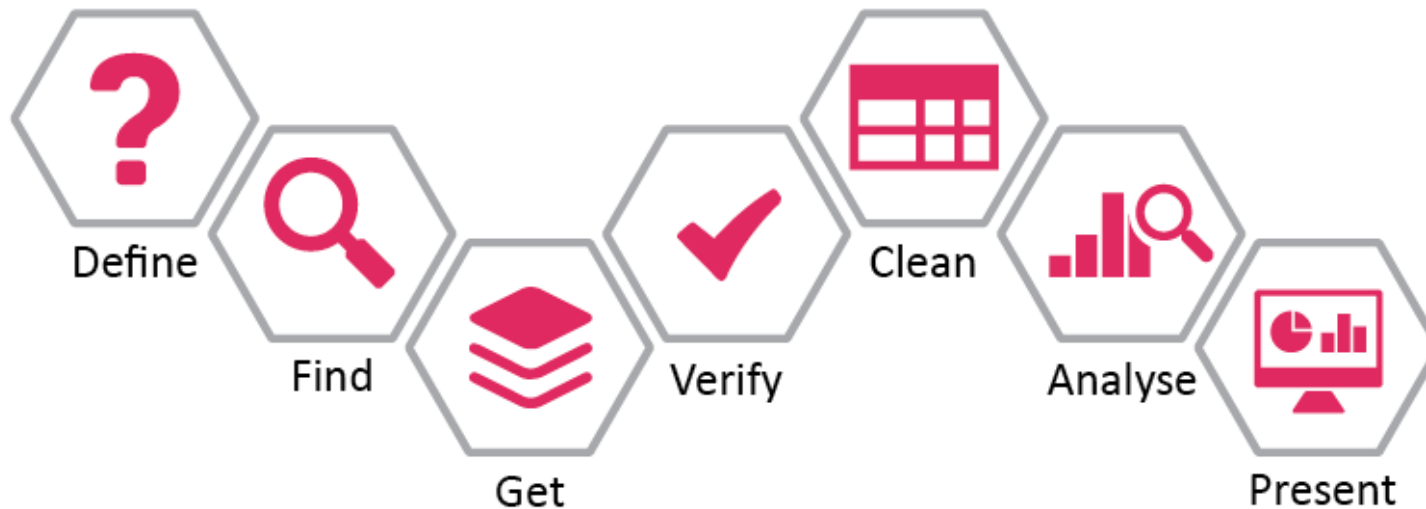 Define
Find
Get
Verify
Clean
Analyse
Present